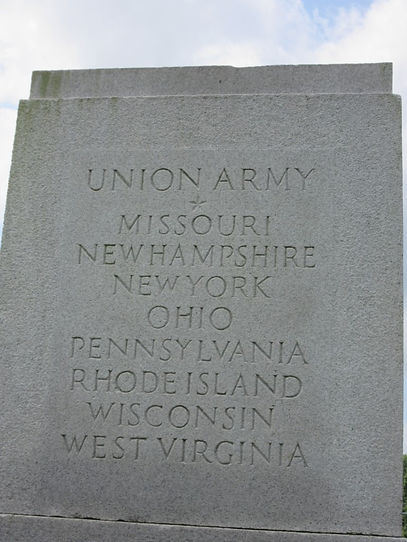 UNION ARMY
MISSOURI
NEW HAMPSHIRE
NEW YORK
OHIO
PENNSYLVANIA
RHODE ISLAND
WISCONSIN
WEST VIRGINIA